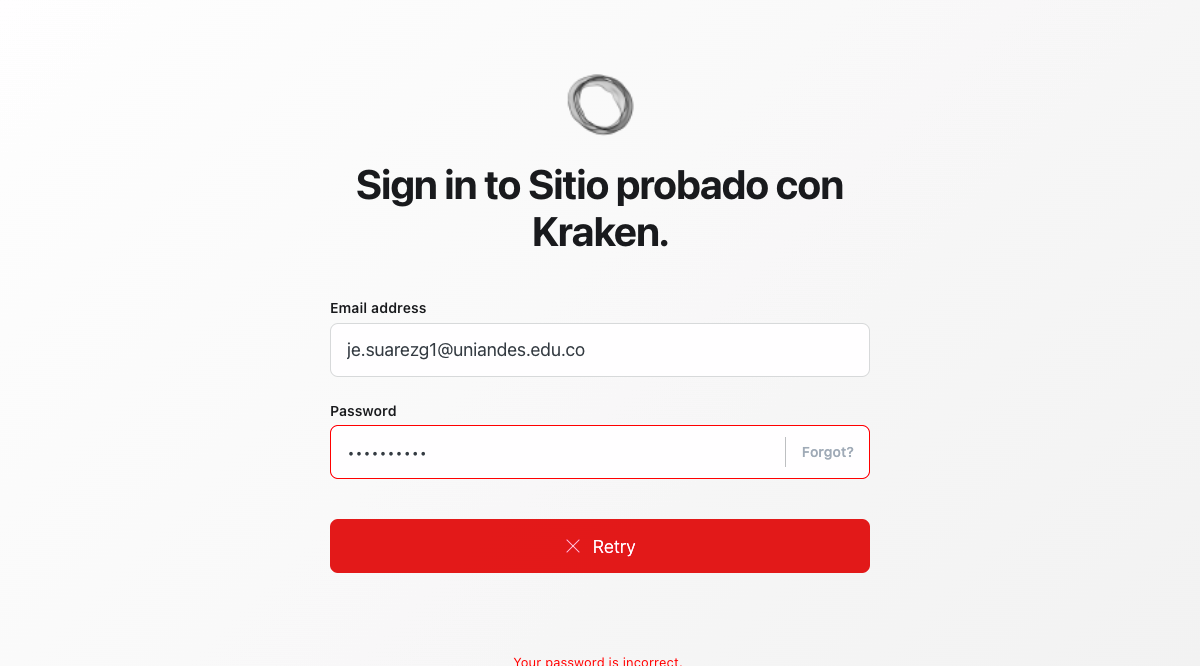 Sign in to Sitio probado con
Kraken.
Email address
je.suarezg1@uniandes.edu.co
Password
••••••••••
Forgot?
Retry
Your password is incorrect.